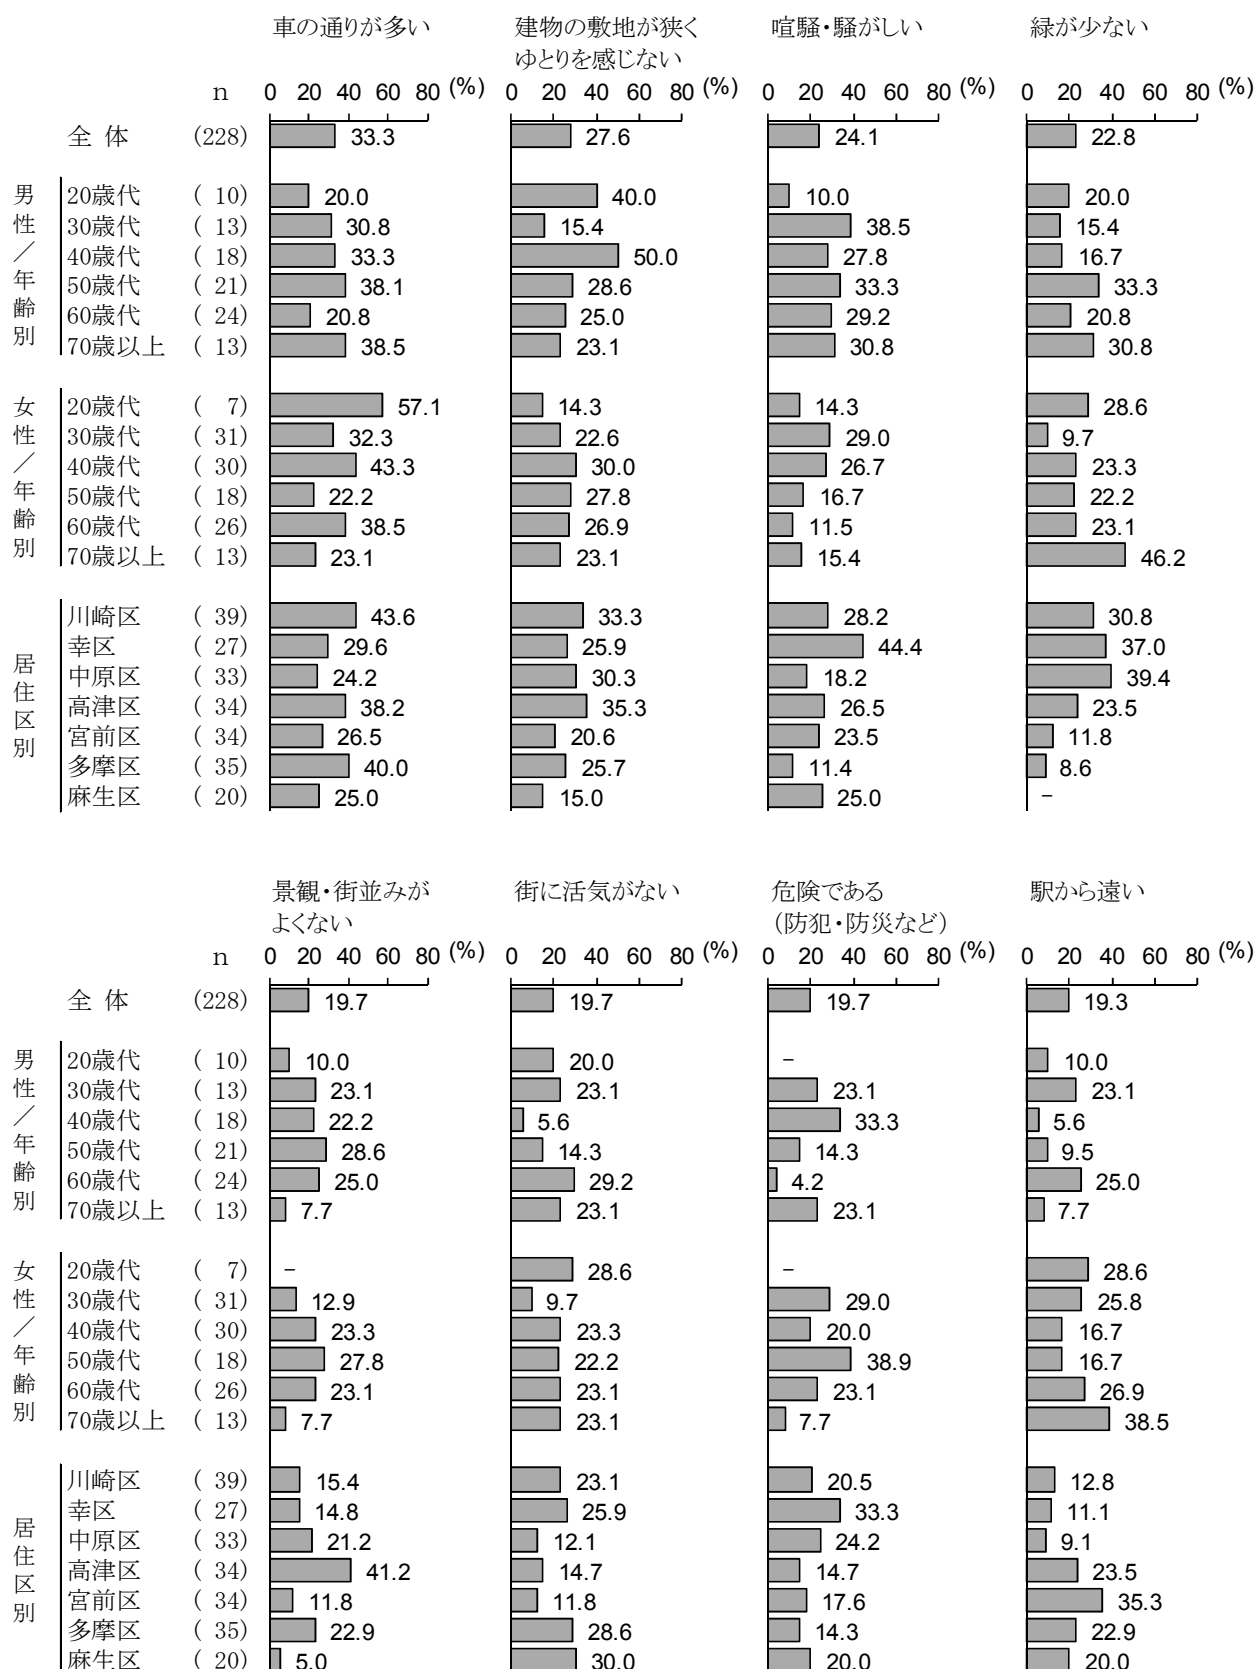 車の通りが多い 建物の敷地が狭く 喧騒・騒がしい 緑が少ない
ゆとりを感じない
n 0 20 40 60 80 (%) 0 20 40 60 80 (%) 0 20 40 60 80 (%) 0 20 40 60 80 (%)
全 体 (228) 33.3 27.6 24.1 22.8
男性／年齢別
20歳代 ( 10) 20.0 40.0 10.0 20.0
30歳代 ( 13) 30.8 15.4 38.5 15.4
40歳代 ( 18) 33.3 50.0 27.8 16.7
50歳代 ( 21) 38.1 28.6 33.3 33.3
60歳代 ( 24) 20.8 25.0 29.2 20.8
70歳以上 ( 13) 38.5 23.1 30.8 30.8
女性／年齢別
20歳代 ( 7) 57.1 14.3 14.3 28.6
30歳代 ( 31) 32.3 22.6 29.0 9.7
40歳代 ( 30) 43.3 30.0 26.7 23.3
50歳代 ( 18) 22.2 27.8 16.7 22.2
60歳代 ( 26) 38.5 26.9 11.5 23.1
70歳以上 ( 13) 23.1 23.1 15.4 46.2
居住区別
川崎区 ( 39) 43.6 33.3 28.2 30.8
幸区 ( 27) 29.6 25.9 44.4 37.0
中原区 ( 33) 24.2 30.3 18.2 39.4
高津区 ( 34) 38.2 35.3 26.5 23.5
宮前区 ( 34) 26.5 20.6 23.5 11.8
多摩区 ( 35) 40.0 25.7 11.4 8.6
麻生区 ( 20) 25.0 15.0 25.0 -
景観・街並みが 街に活気がない 危険である 駅から遠い
よくない （防犯・防災など）
n 0 20 40 60 80 (%) 0 20 40 60 80 (%) 0 20 40 60 80 (%) 0 20 40 60 80 (%)
全 体 (228) 19.7 19.7 19.7 19.3
男性／年齢別
20歳代 ( 10) 10.0 20.0 - 10.0
30歳代 ( 13) 23.1 23.1 23.1 23.1
40歳代 ( 18) 22.2 5.6 33.3 5.6
50歳代 ( 21) 28.6 14.3 14.3 9.5
60歳代 ( 24) 25.0 29.2 4.2 25.0
70歳以上 ( 13) 7.7 23.1 23.1 7.7
女性／年齢別
20歳代 ( 7) - 28.6 - 28.6
30歳代 ( 31) 12.9 9.7 29.0 25.8
40歳代 ( 30) 23.3 23.3 20.0 16.7
50歳代 ( 18) 27.8 22.2 38.9 16.7
60歳代 ( 26) 23.1 23.1 23.1 26.9
70歳以上 ( 13) 7.7 23.1 7.7 38.5
居住区別
川崎区 ( 39) 15.4 23.1 20.5 12.8
幸区 ( 27) 14.8 25.9 33.3 11.1
中原区 ( 33) 21.2 12.1 24.2 9.1
高津区 ( 34) 41.2 14.7 14.7 23.5
宮前区 ( 34) 11.8 11.8 17.6 35.3
多摩区 ( 35) 22.9 28.6 14.3 22.9
麻生区 ( 20) 5.0 30.0 20.0 20.0